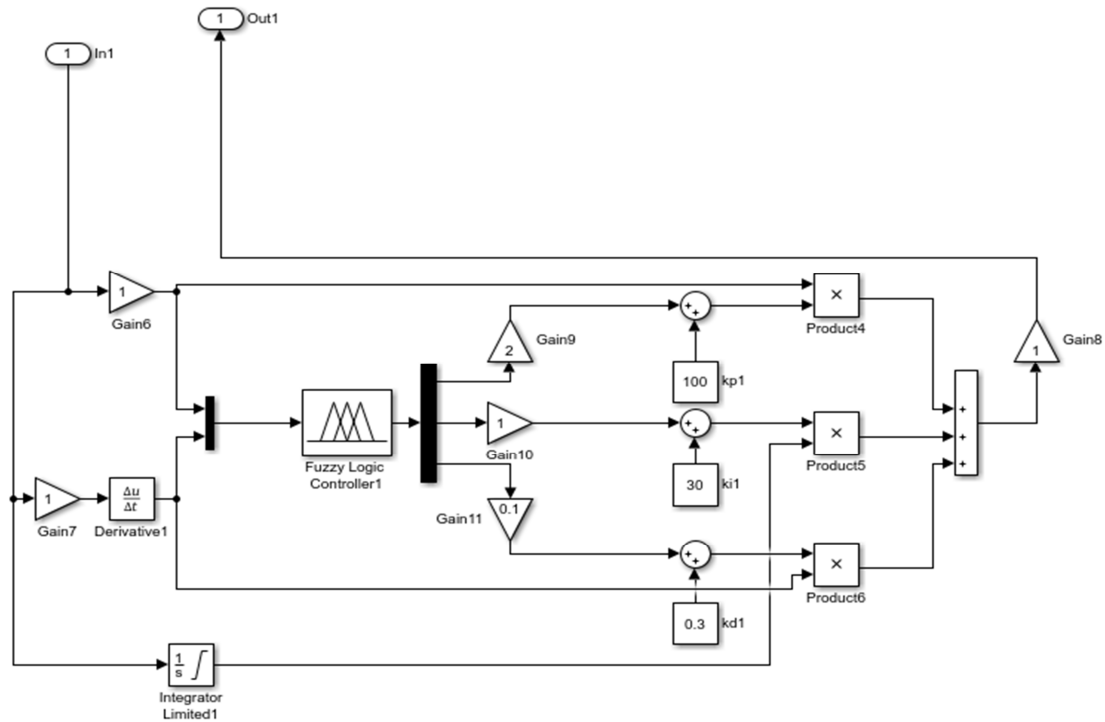 1 Out1
1 In1
1
Gain6
×
Product4
2
Gain9
+
+
1
Gain8
100 kp1
+
+
+
Fuzzy Logic
Controller1
1
Gain10
+
+
×
Product5
30 ki1
1
Gain7
Δu
Δt
Derivative1
0.1
Gain11
+
+
×
Product6
0.3 kd1
1
s
Integrator
Limited1